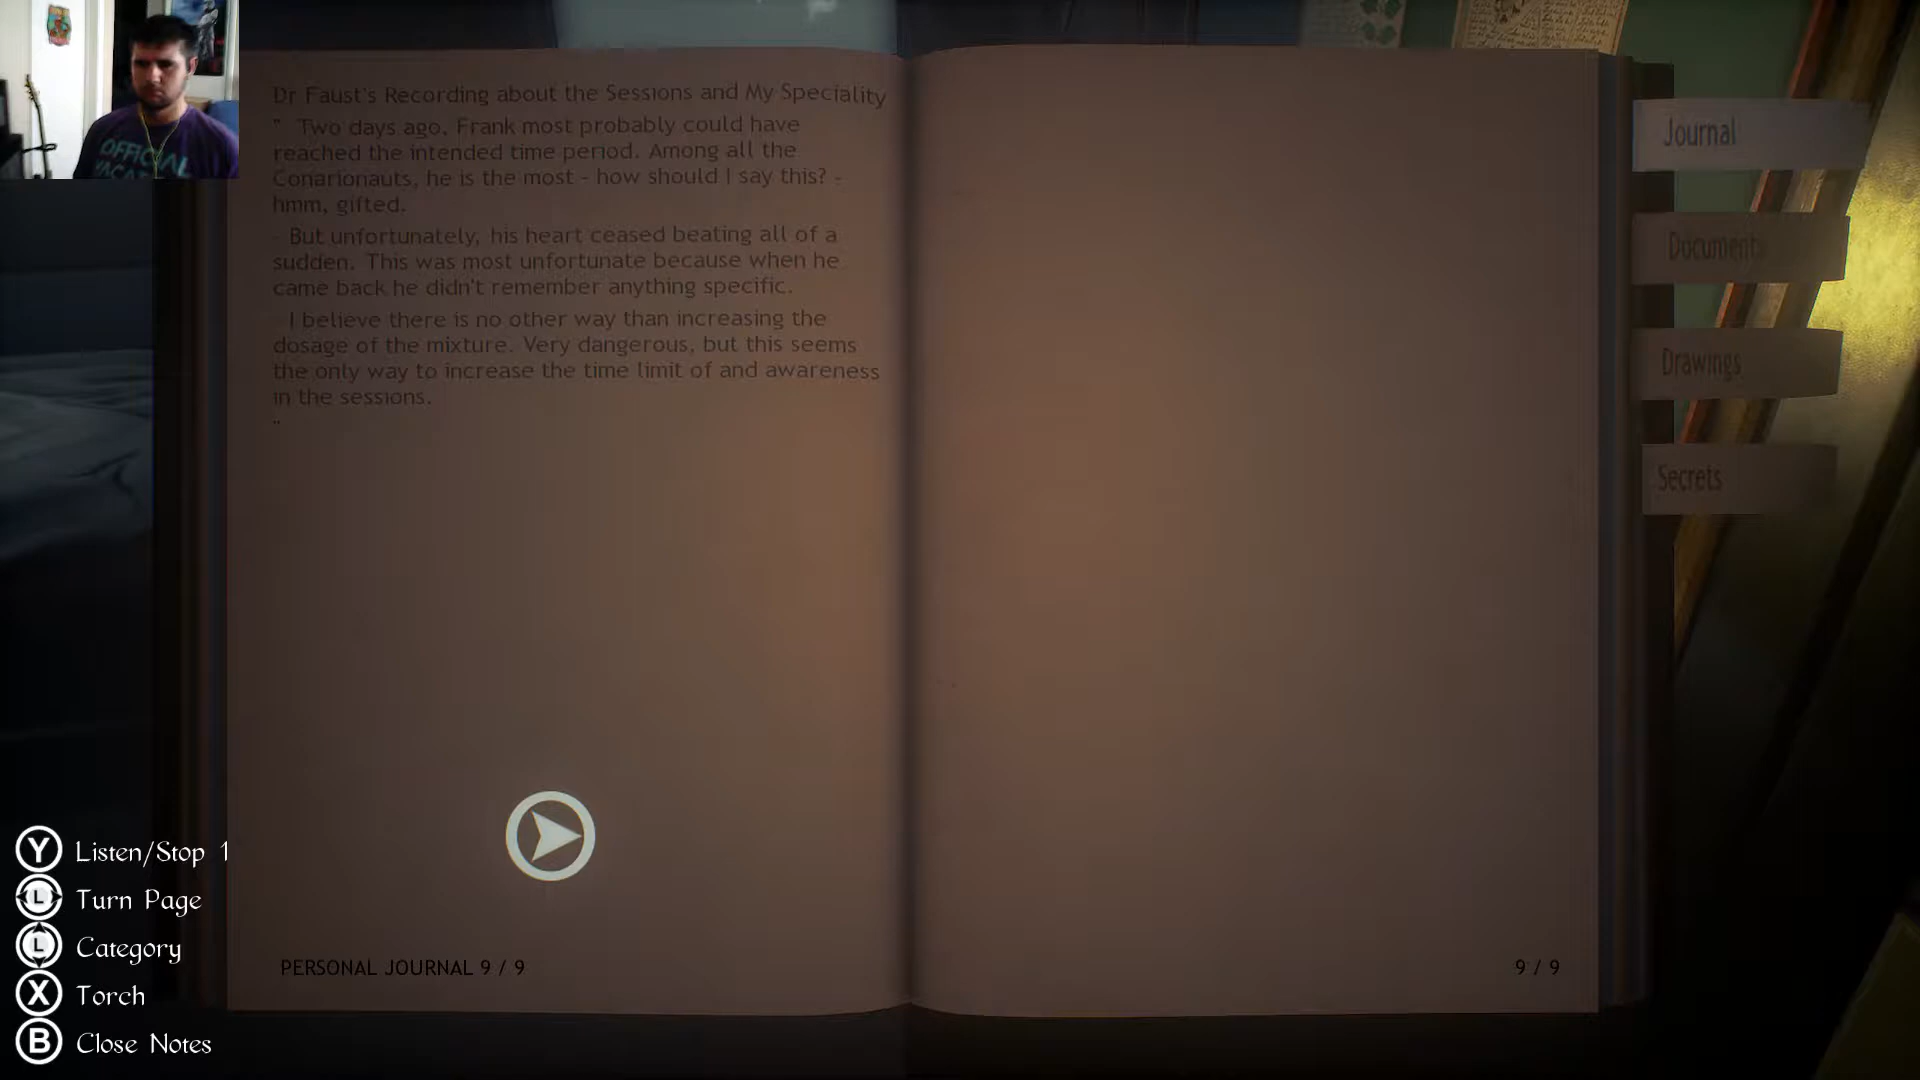 OFFICIAL
Dr Faust's Recording about the Sessions and My Speciality
" Two days ago, Frank most probably could have
reached the intended time period. Among all the
Conarionauts, he is the most - how should I say this? -
hmm, gifted.
But unfortunately, his heart ceased beating all of a
sudden. This was most unfortunate because when he
came back he didn't remember anything specific.
I believe there is no other way than increasing the
dosage of the mixture. Very dangerous, but this seems
the only way to increase the time limit of and awareness
in the sessions.
"
PERSONAL JOURNAL 9 / 9
9 / 9
Journal
Documents
Drawings
Secrets
Y Listen/Stop 1
L Turn Page
L Category
X Torch
B Close Notes